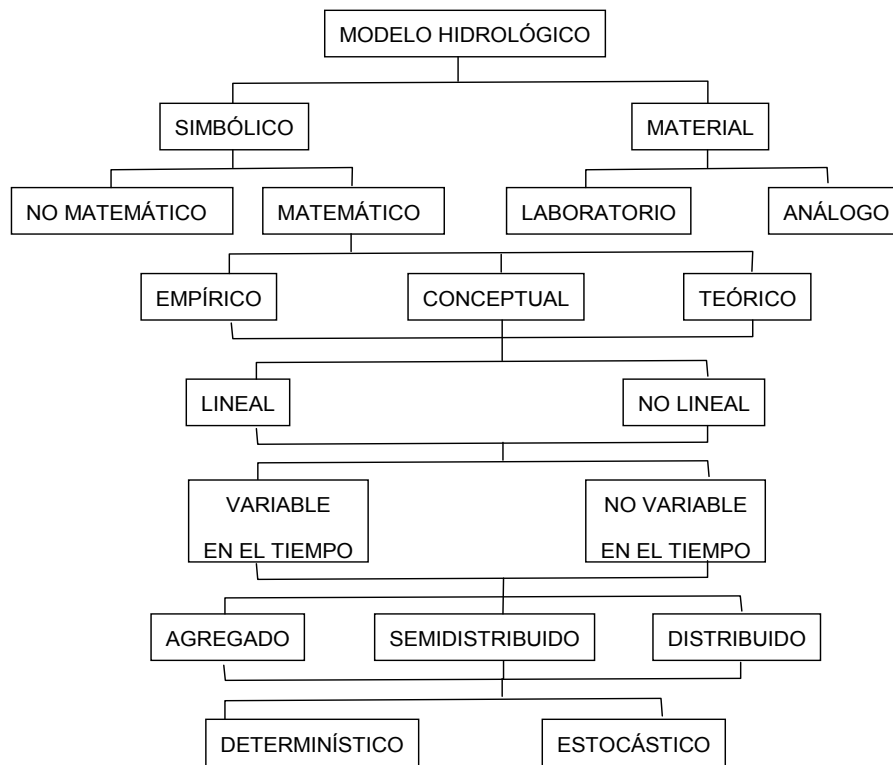 MODELO HIDROLÓGICO
SIMBÓLICO
MATERIAL
NO MATEMÁTICO
MATEMÁTICO
LABORATORIO
ANÁLOGO
EMPÍRICO
CONCEPTUAL
TEÓRICO
LINEAL
NO LINEAL
VARIABLE
EN EL TIEMPO
NO VARIABLE
EN EL TIEMPO
AGREGADO
SEMIDISTRIBUIDO
DISTRIBUIDO
DETERMINÍSTICO
ESTOCÁSTICO